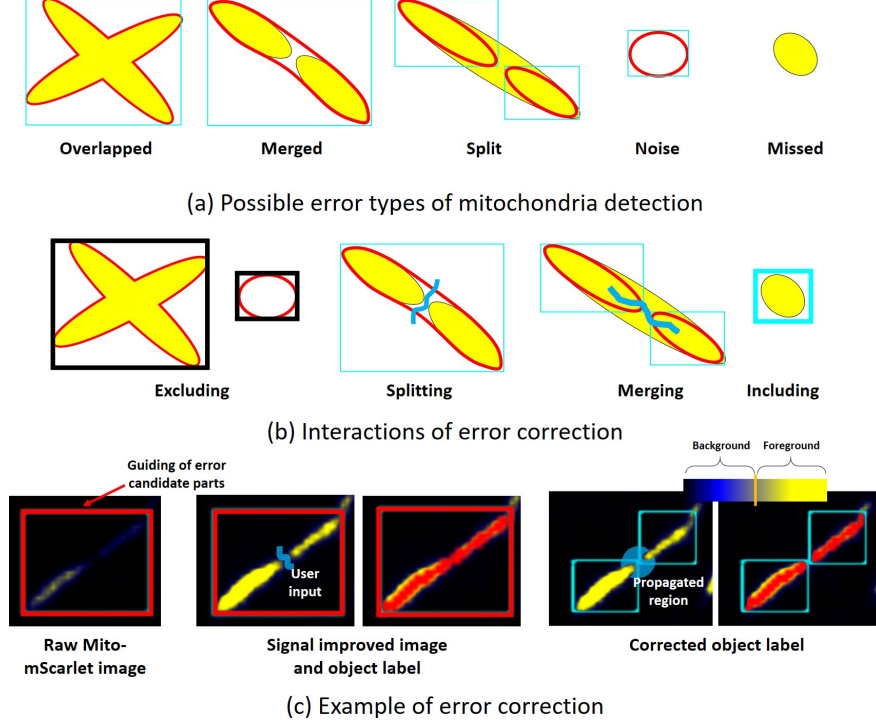 Overlapped
Merged
Split
Noise
Missed
(a) Possible error types of mitochondria detection
Excluding
Splitting
Merging
Including
(b) Interactions of error correction
Guiding of error
candidate parts
Background
Foreground
User
input
Propagated
region
Raw Mito-
mScarlet image
Signal improved image
and object label
Corrected object label
(c) Example of error correction